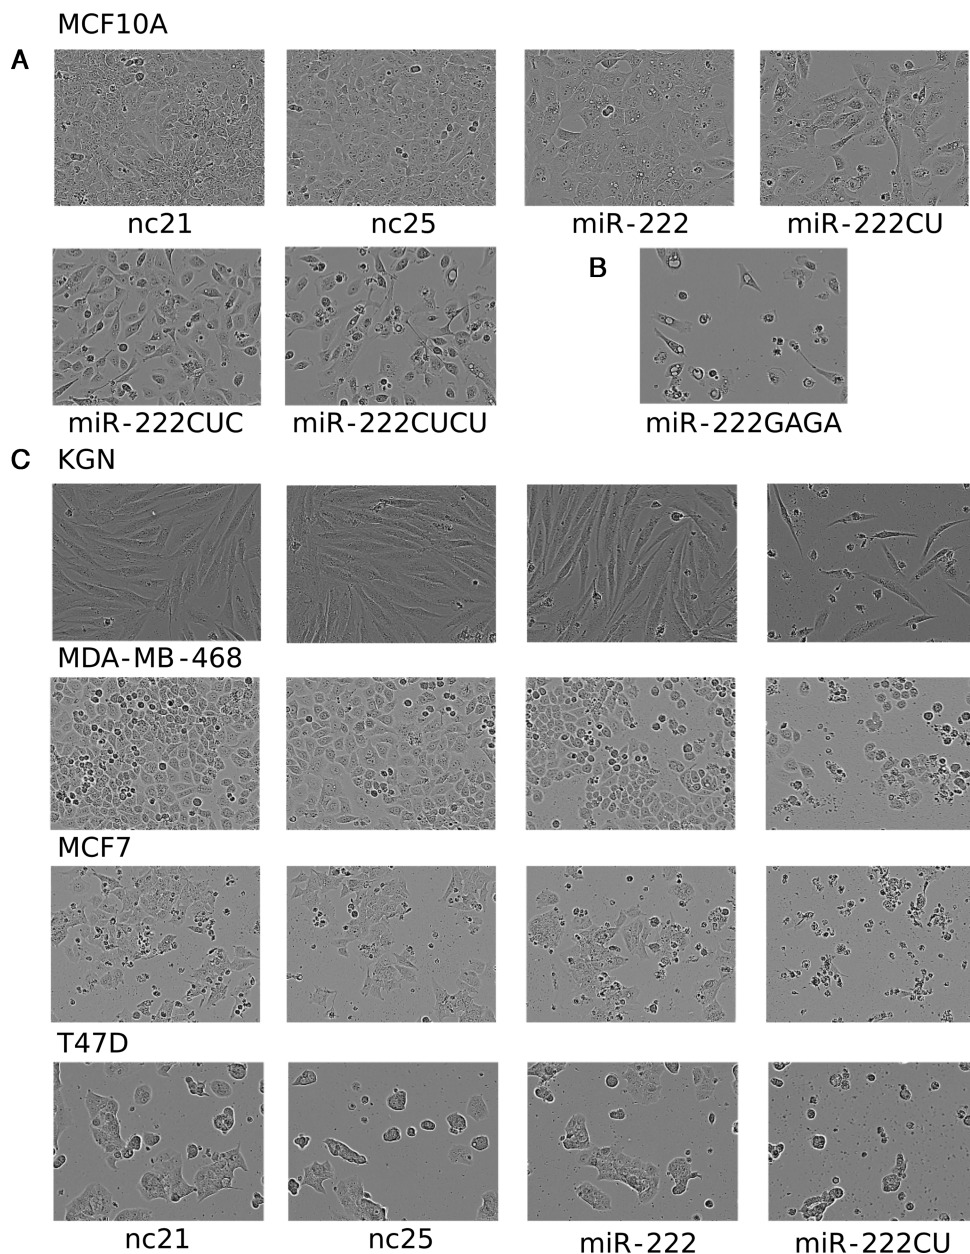 MCF10A
A
nc21 nc25 miR-222 miR-222CU
B
miR-222CUC miR-222CUCU miR-222GAGA
C KGN
MDA-MB-468
MCF7
T47D
nc21 nc25 miR-222 miR-222CU